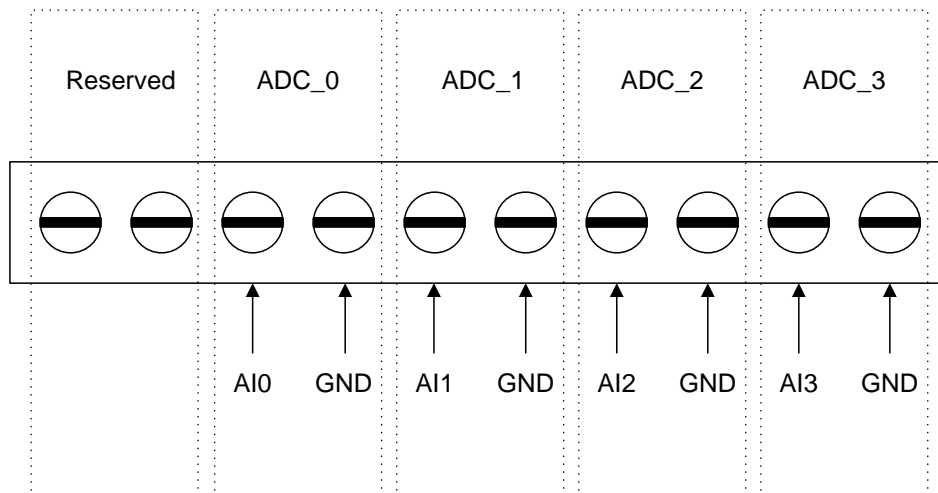 Reserved ADC_0 ADC_1 ADC_2 ADC_3
AI0 GND AI1 GND AI2 GND AI3 GND